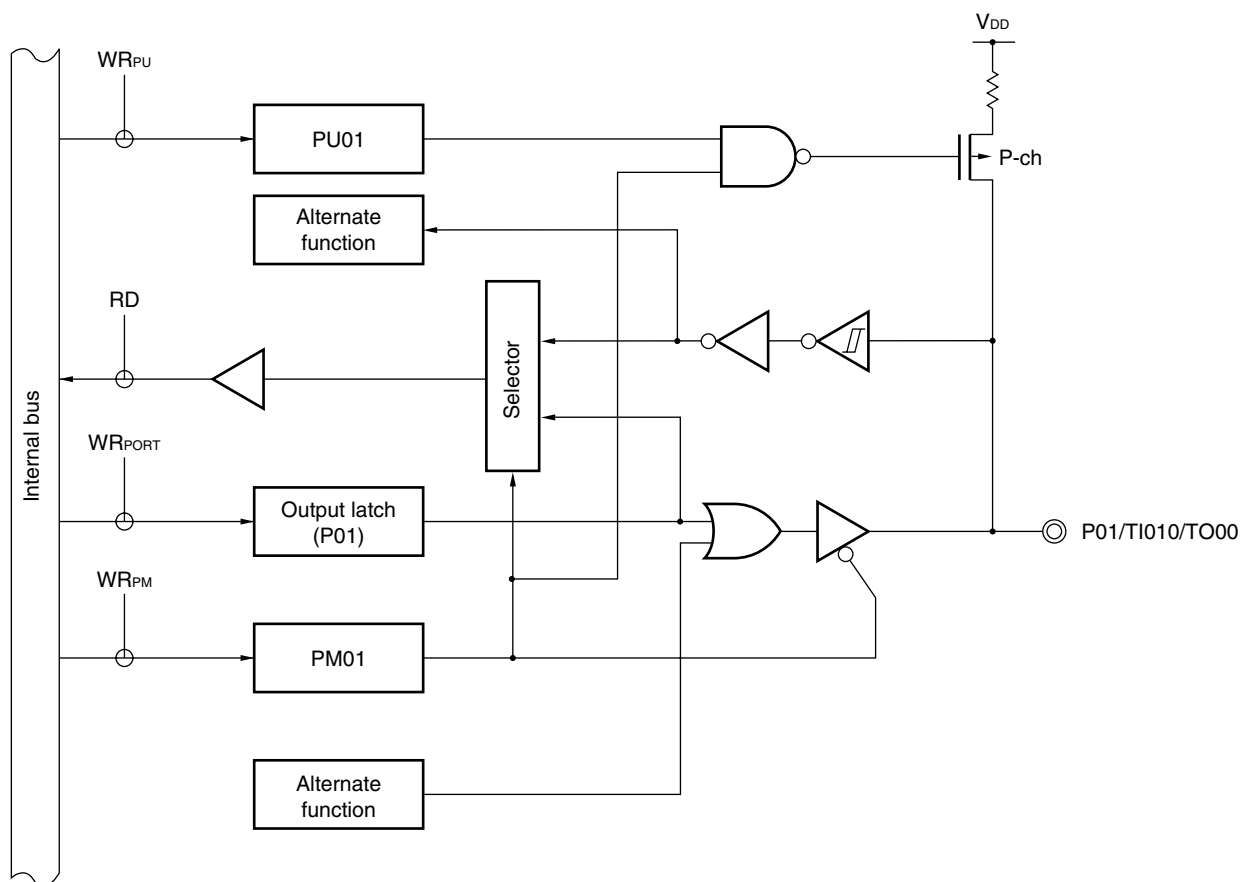 VDD
WRPU
PU01
P-ch
Alternate
function
RD
Selector
Internal bus
WRPORT
Output latch
(P01)
P01/TI010/TO00
WRPM
PM01
Alternate
function